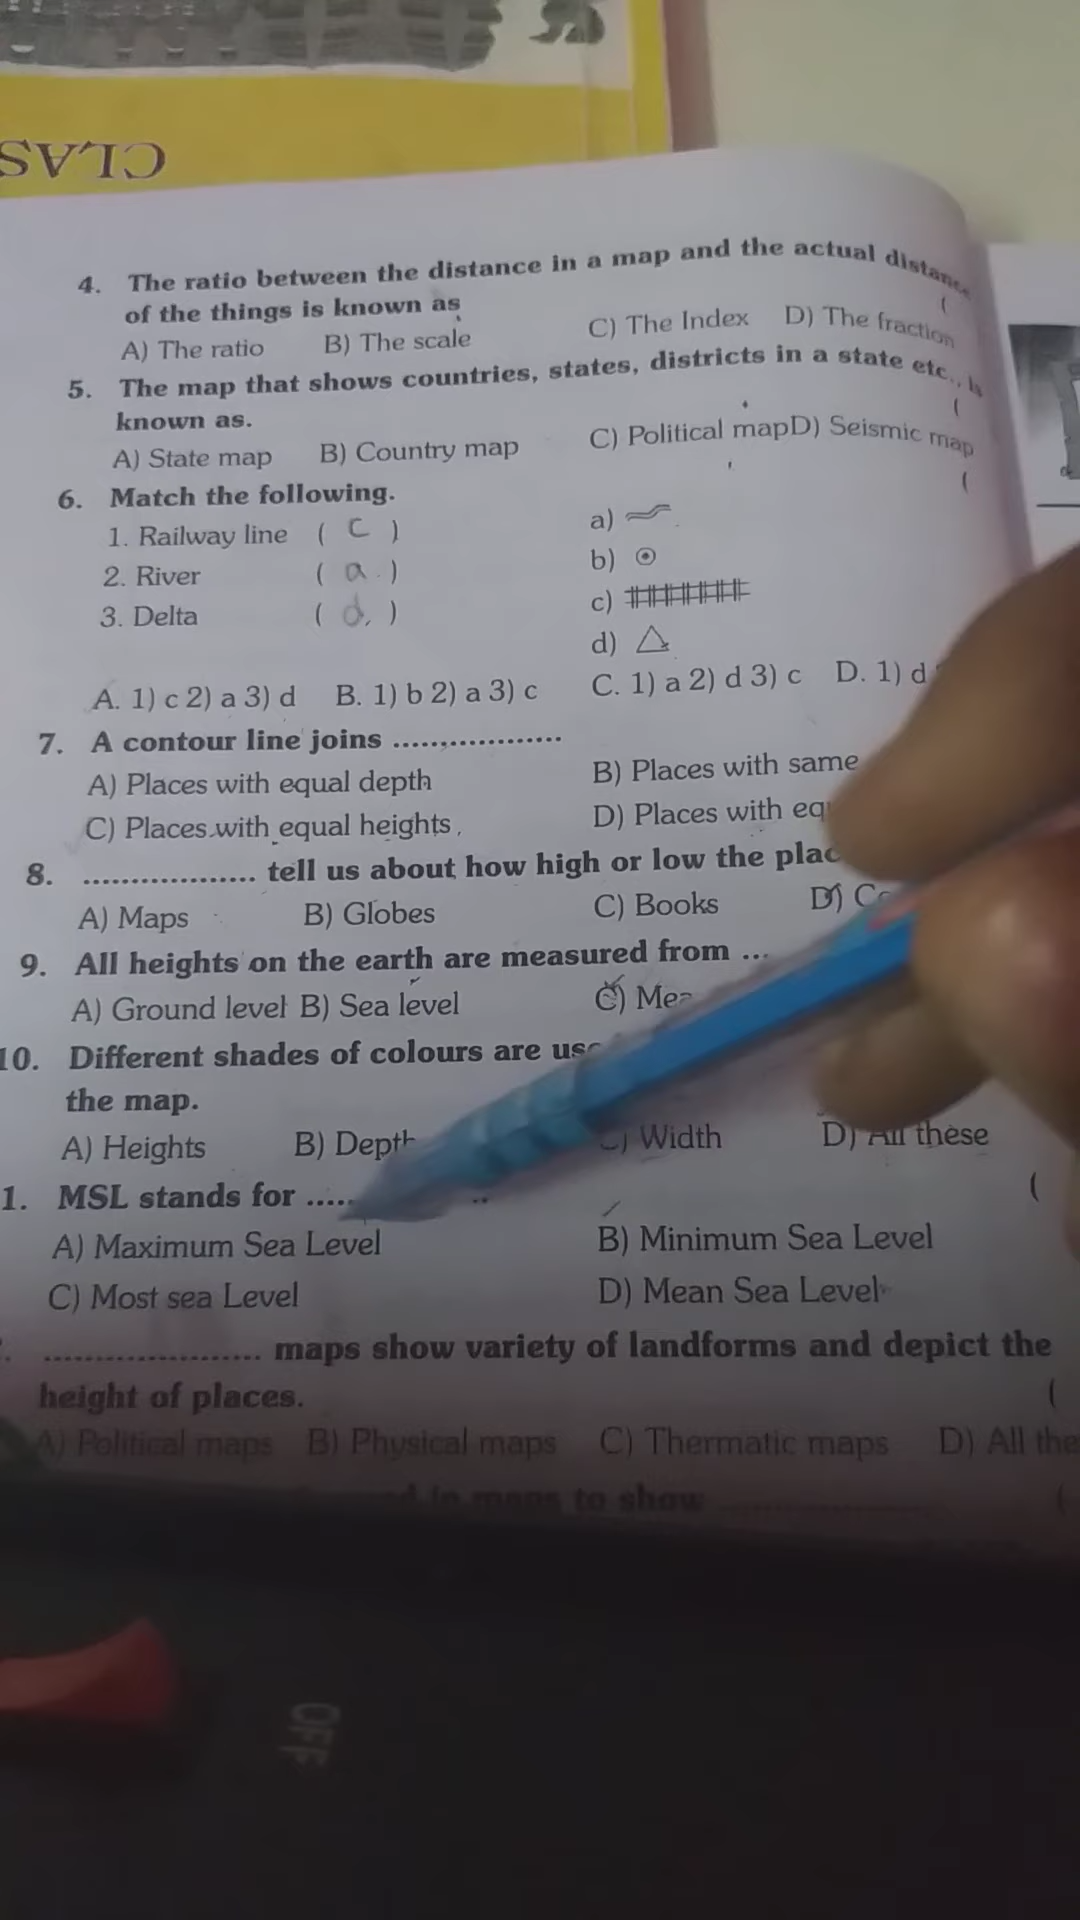 CLAS
4. The ratio between the distance in a map and the actual distance
of the things is known as (
A) The ratio B) The scale C) The Index D) The fraction
5. The map that shows countries, states, districts in a state etc., is
known as. (
A) State map B) Country map C) Political map D) Seismic map
6. Match the following. (
1. Railway line ( c ) a)
2. River ( a ) b)
3. Delta ( d ) c)
d)
A. 1) c 2) a 3) d B. 1) b 2) a 3) c C. 1) a 2) d 3) c D. 1) d
7. A contour line joins ..................
A) Places with equal depth B) Places with same
C) Places with equal heights D) Places with
8. .................. tell us about how high or low the
A) Maps B) Globes C) Books D)
9. All heights on the earth are measured from ...
A) Ground level B) Sea level C)
10. Different shades of colours are
the map.
A) Heights B) C) Width D) All these
1. MSL stands for ..... (
A) Maximum Sea Level B) Minimum Sea Level
C) Most sea Level D) Mean Sea Level
..................... maps show variety of landforms and depict the
height of places. (
A) Political maps B) Physical maps C) Thermatic maps D) All
in maps to show
OFF